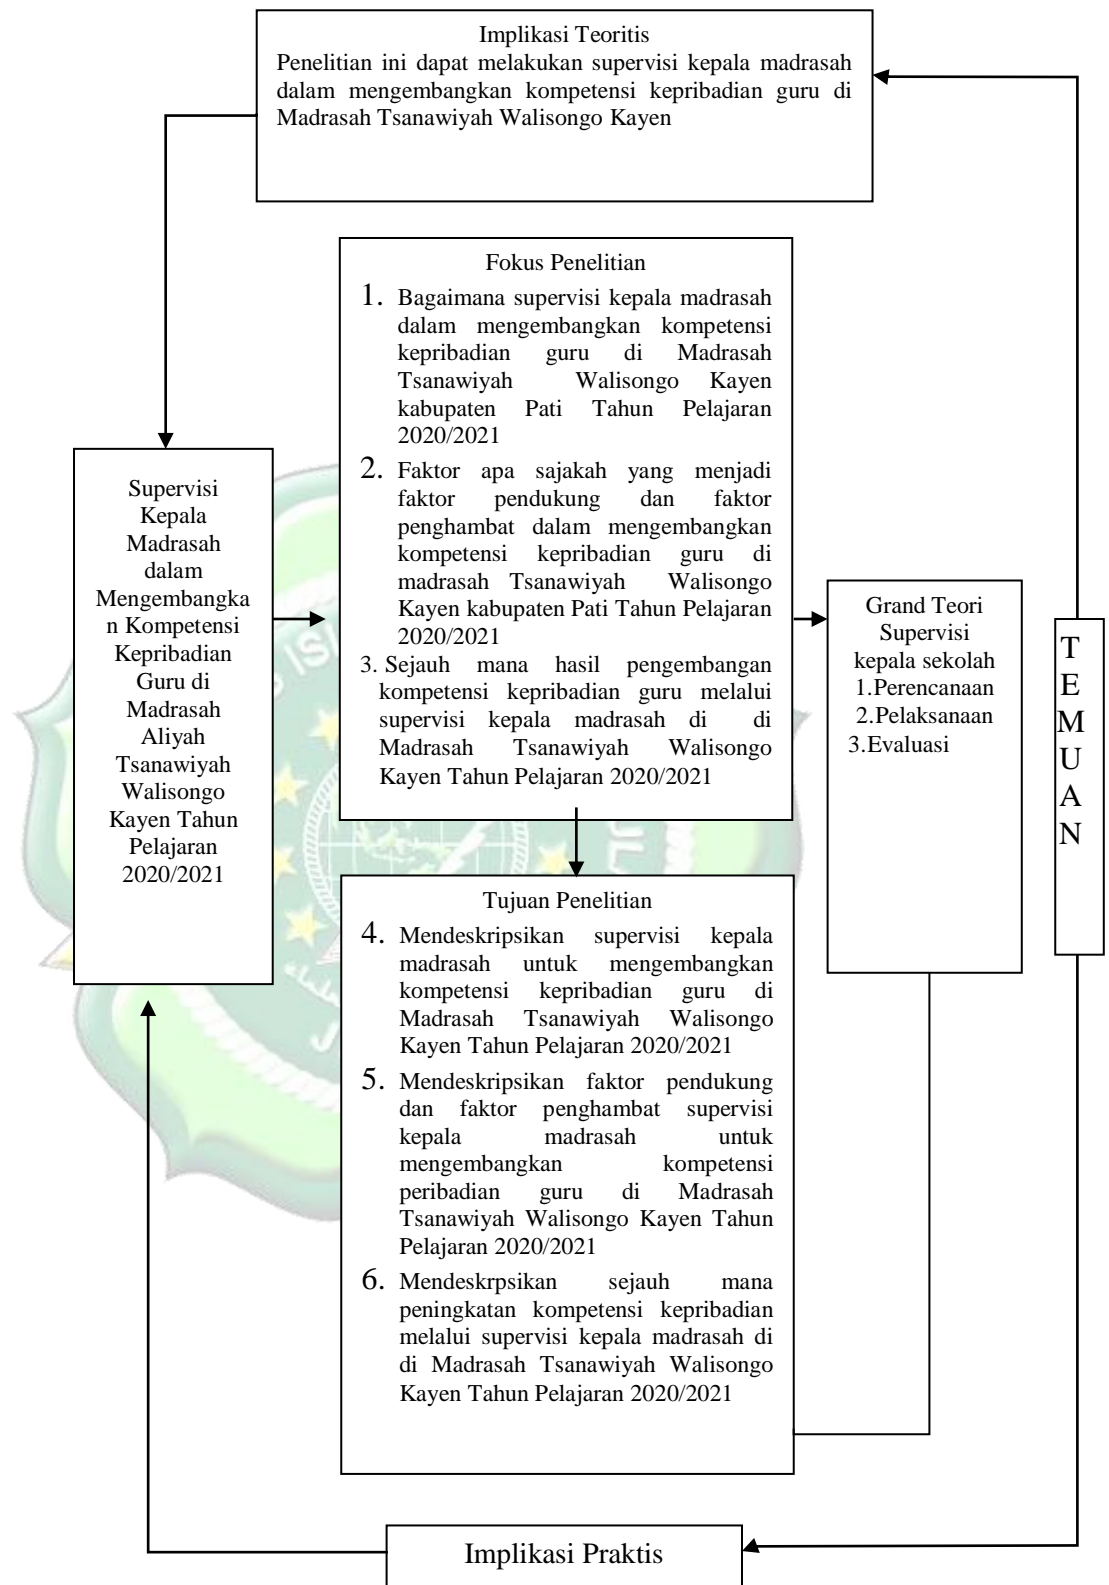 Implikasi Teoritis
Penelitian ini dapat melakukan supervisi kepala madrasah
dalam mengembangkan kompetensi kepribadian guru di
Madrasah Tsanawiyah Walisongo Kayen
Fokus Penelitian
1. Bagaimana supervisi kepala madrasah
dalam mengembangkan kompetensi
kepribadian guru di Madrasah
Tsanawiyah Walisongo Kayen
kabupaten Pati Tahun Pelajaran
2020/2021
2. Faktor apa sajakah yang menjadi
faktor pendukung dan faktor
penghambat dalam mengembangkan
kompetensi kepribadian guru di
madrasah Tsanawiyah Walisongo
Kayen kabupaten Pati Tahun Pelajaran
2020/2021
3. Sejauh mana hasil pengembangan
kompetensi kepribadian guru melalui
supervisi kepala madrasah di di
Madrasah Tsanawiyah Walisongo
Kayen Tahun Pelajaran 2020/2021
Supervisi
Kepala
Madrasah
dalam
Mengembangka
n Kompetensi
Kepribadian
Guru di
Madrasah
Aliyah
Tsanawiyah
Walisongo
Kayen Tahun
Pelajaran
2020/2021
Grand Teori
Supervisi
kepala sekolah
1.Perencanaan
2.Pelaksanaan
3.Evaluasi
T
E
M
U
A
N
Tujuan Penelitian
4. Mendeskripsikan supervisi kepala
madrasah untuk mengembangkan
kompetensi kepribadian guru di
Madrasah Tsanawiyah Walisongo
Kayen Tahun Pelajaran 2020/2021
5. Mendeskripsikan faktor pendukung
dan faktor penghambat supervisi
kepala madrasah untuk
mengembangkan kompetensi
peribadian guru di Madrasah
Tsanawiyah Walisongo Kayen Tahun
Pelajaran 2020/2021
6. Mendeskrpsikan sejauh mana
peningkatan kompetensi kepribadian
melalui supervisi kepala madrasah di
di Madrasah Tsanawiyah Walisongo
Kayen Tahun Pelajaran 2020/2021
Implikasi Praktis